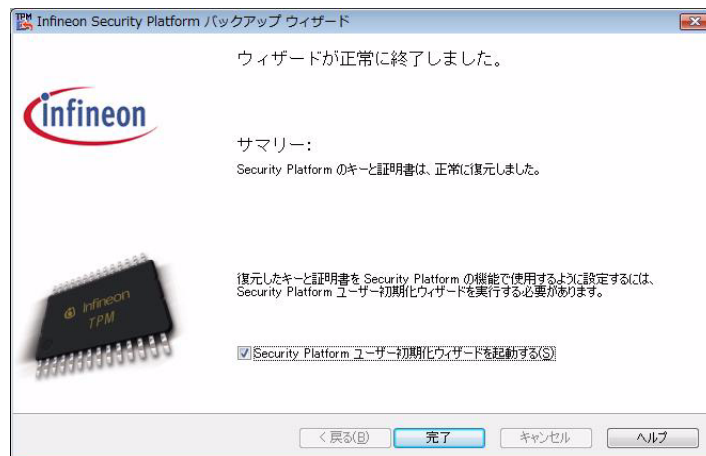 Infineon Security Platform バックアップ ウィザード
ウィザードが正常に終了しました。
infineon
サマリー:
Security Platform のキーと証明書は、正常に復元しました。
復元したキーと証明書を Security Platform の機能で使用するように設定するには、
Security Platform ユーザー初期化ウィザードを実行する必要があります。
infineon
TPM
Security Platform ユーザー初期化ウィザードを起動する(S)
< 戻る(B)
完了
キャンセル
ヘルプ